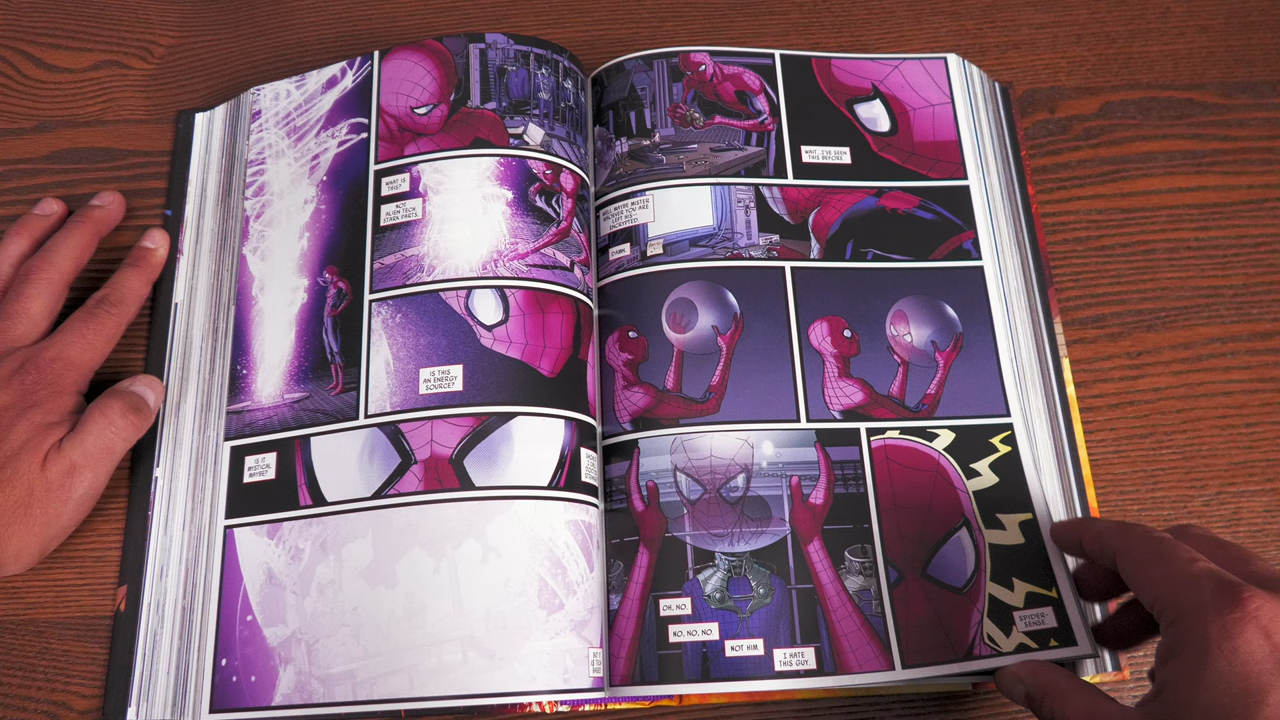 WHAT IS
THIS?
NOT
ALIEN TECH.
STARK PARTS.
IS THIS
AN ENERGY
SOURCE?
IS IT
MYSTICAL
MAYBE?
WAIT...I'VE SEEN
THIS BEFORE.
WELL MAYBE MISTER
WHOEVER YOU ARE
LEFT HIS--
ENCRYPTED.
DAMN.
OH, NO.
NO, NO, NO.
NOT HIM.
I HATE
THIS GUY.
SPIDER-
SENSE.